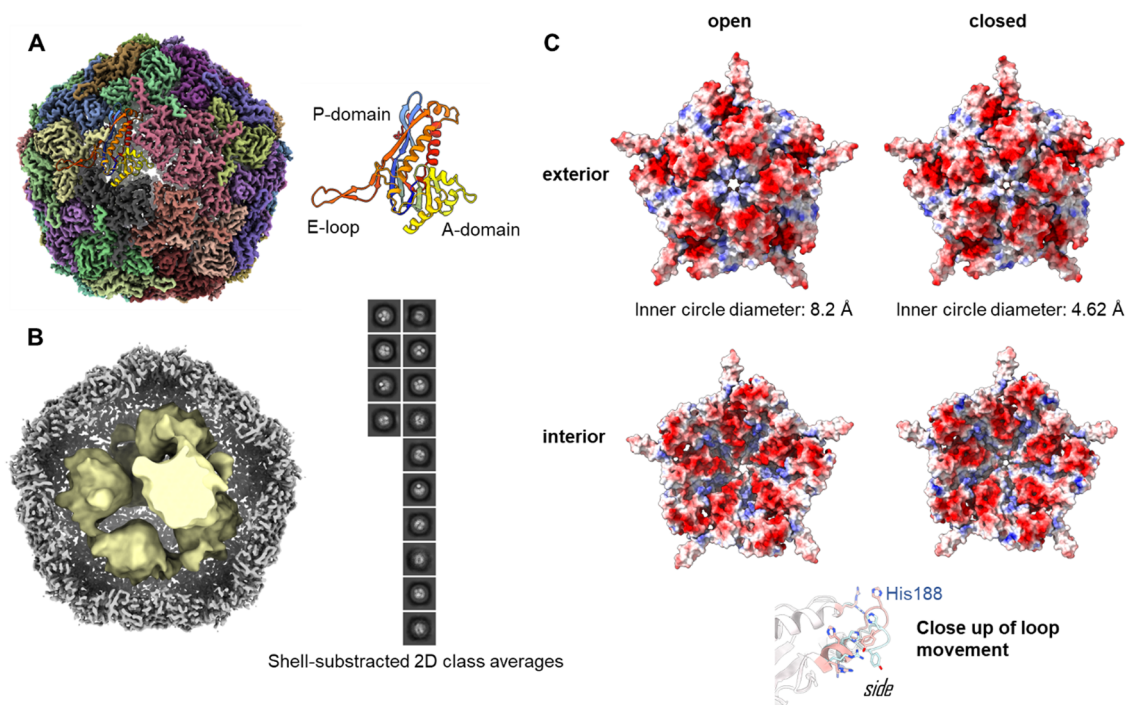 A
P-domain
E-loop
A-domain
B
Shell-substracted 2D class averages
C
open
closed
exterior
Inner circle diameter: 8.2 Å
Inner circle diameter: 4.62 Å
interior
His188
Close up of loop
movement
side